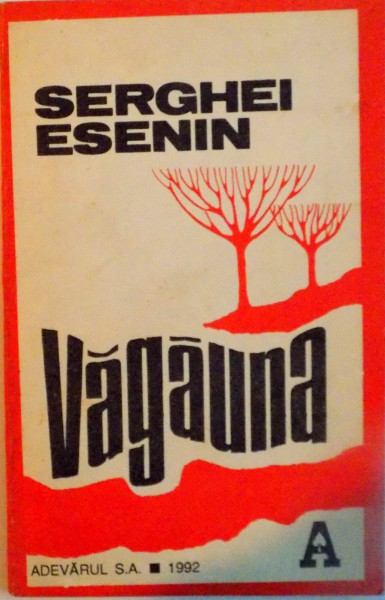 SERGHEI
ESENIN
Văgăuna
A
ADEVĂRUL S.A. ■ 1992